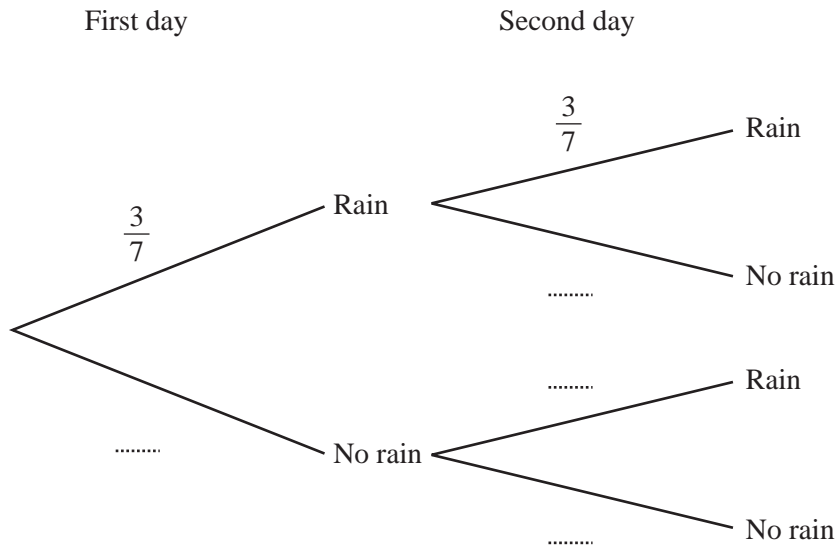 First day
Second day
3/7
Rain
3/7
Rain
No rain
..........
..........
Rain
..........
No rain
No rain
..........